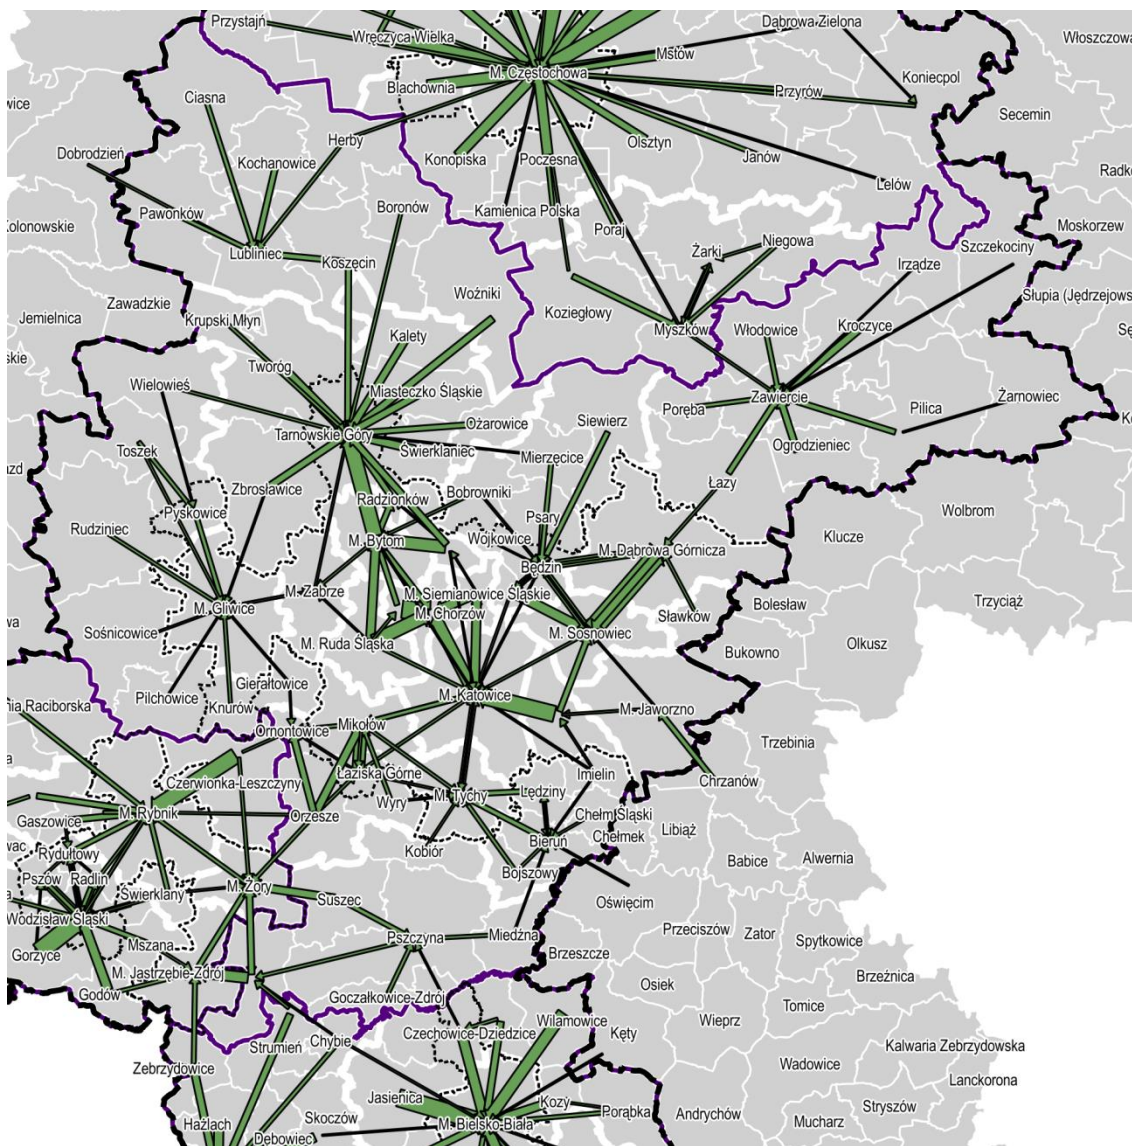 Przystajń
Dąbrowa Zielona
Wręczyca Wielka
Mstów
Włoszczowa
M. Częstochowa
Koniecpol
Blachownia
Przyrów
Ciasna
Secemin
Herby
Olsztyn
Dobrodzień
Kochanowice
Konopiska
Poczesna
Janów
Lelów
Pawonków
Boronów
Kamienica Polska
Kolonowskie
Poraj
Moskorzew
Lubliniec
Żarki
Niegowa
Szczekociny
Koszęcin
Irządze
Woźniki
Zawadzkie
Koziegłowy
Słupia (Jędrzejows
Jemielnica
Krupski Młyn
Kalety
Myszków
Włodowice
Kroczyce
skie
Tworóg
Wielowieś
Miasteczko Śląskie
Zawiercie
Żarnowiec
Poręba
Pilica
Siewierz
Tarnowskie Góry
Ożarowice
Ogrodzieniec
Toszek
Świerklaniec
Mierzęcice
Zbrosławice
Radzionków
Bobrowniki
Łazy
Pyskowice
Psary
Wolbrom
Rudziniec
M. Bytom
Wojkowice
M. Dąbrowa Górnicza
Klucze
Będzin
M. Zabrze
M. Siemianowice Śląskie
Bolesław
Trzyciąż
M. Gliwice
M. Chorzów
Sławków
Sośnicowice
M. Ruda Śląska
M. Sosnowiec
Olkusz
Bukowno
Gierałtowice
Pilchowice
M. Katowice
Knurów
M. Jaworzno
nia Raciborska
Ornontowice
Mikołów
Trzebinia
Łaziska Górne
Imielin
Czerwionka-Leszczyny
Chrzanów
Wyry
M. Tychy
Lędziny
M. Rybnik
Orzesze
Chełm Śląski
Gaszowice
Chełmek
Libiąż
Bieruń
Rydułtowy
Kobiór
Babice
Alwernia
Bojszowy
Pszów
Radlin
M. Żory
Świerklany
Suszec
Oświęcim
Wodzisław Śląski
Pszczyna
Miedźna
Przeciszów
Zator
Spytkowice
Mszana
Gorzyce
Brzeszcze
M. Jastrzębie-Zdrój
Brzeźnica
Osiek
Godów
Goczałkowice-Zdrój
Tomice
Wilamowice
Wieprz
Czechowice-Dziedzice
Kęty
Strumień
Chybie
Kalwaria Zebrzydowska
Zebrzydowice
Wadowice
Lanckorona
Jasienica
Kozy
Porąbka
Stryszów
Andrychów
Skoczów
Mucharz
Hażlach
M. Bielsko-Biała
Dębowiec